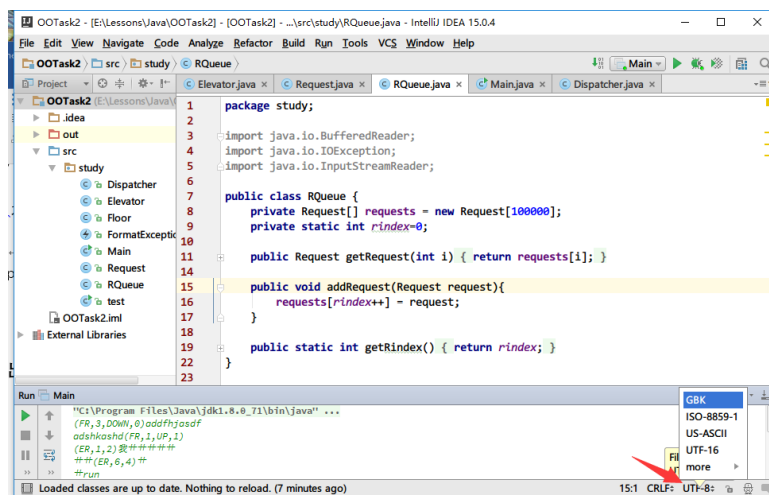 OOTask2 - [E:\Lessons\Java\OOTask2] - [OOTask2] - ...\src\study\RQueue.java - IntelliJ IDEA 15.0.4
File Edit View Navigate Code Analyze Refactor Build Run Tools VCS Window Help
OOTask2 src study RQueue Main
Project Elevator.java Request.java RQueue.java Main.java Dispatcher.java
OOTask2 (E:\Lessons\Java\
.idea
out
src
study
Dispatcher
Elevator
Floor
FormatExceptic
Main
Request
RQueue
test
OOTask2.iml
External Libraries
1 package study;
2
3 import java.io.BufferedReader;
4 import java.io.IOException;
5 import java.io.InputStreamReader;
6
7 public class RQueue {
8 private Request[] requests = new Request[100000];
9 private static int rindex=0;
10
11 public Request getRequest(int i) { return requests[i]; }
14
15 public void addRequest(Request request){
16 requests[rindex++] = request;
17 }
18
19 public static int getRindex() { return rindex; }
22 }
23
Run Main
"C:\Program Files\Java\jdk1.8.0_71\bin\java" ...
(FR,3,DOWN,0)addfhjasdf
adshkashd(FR,1,UP,1)
(ER,1,2)我#####
##(ER,6,4)#
#run
GBK
ISO-8859-1
US-ASCII
UTF-16
more
Fil
Loaded classes are up to date. Nothing to reload. (7 minutes ago) 15:1 CRLF UTF-8